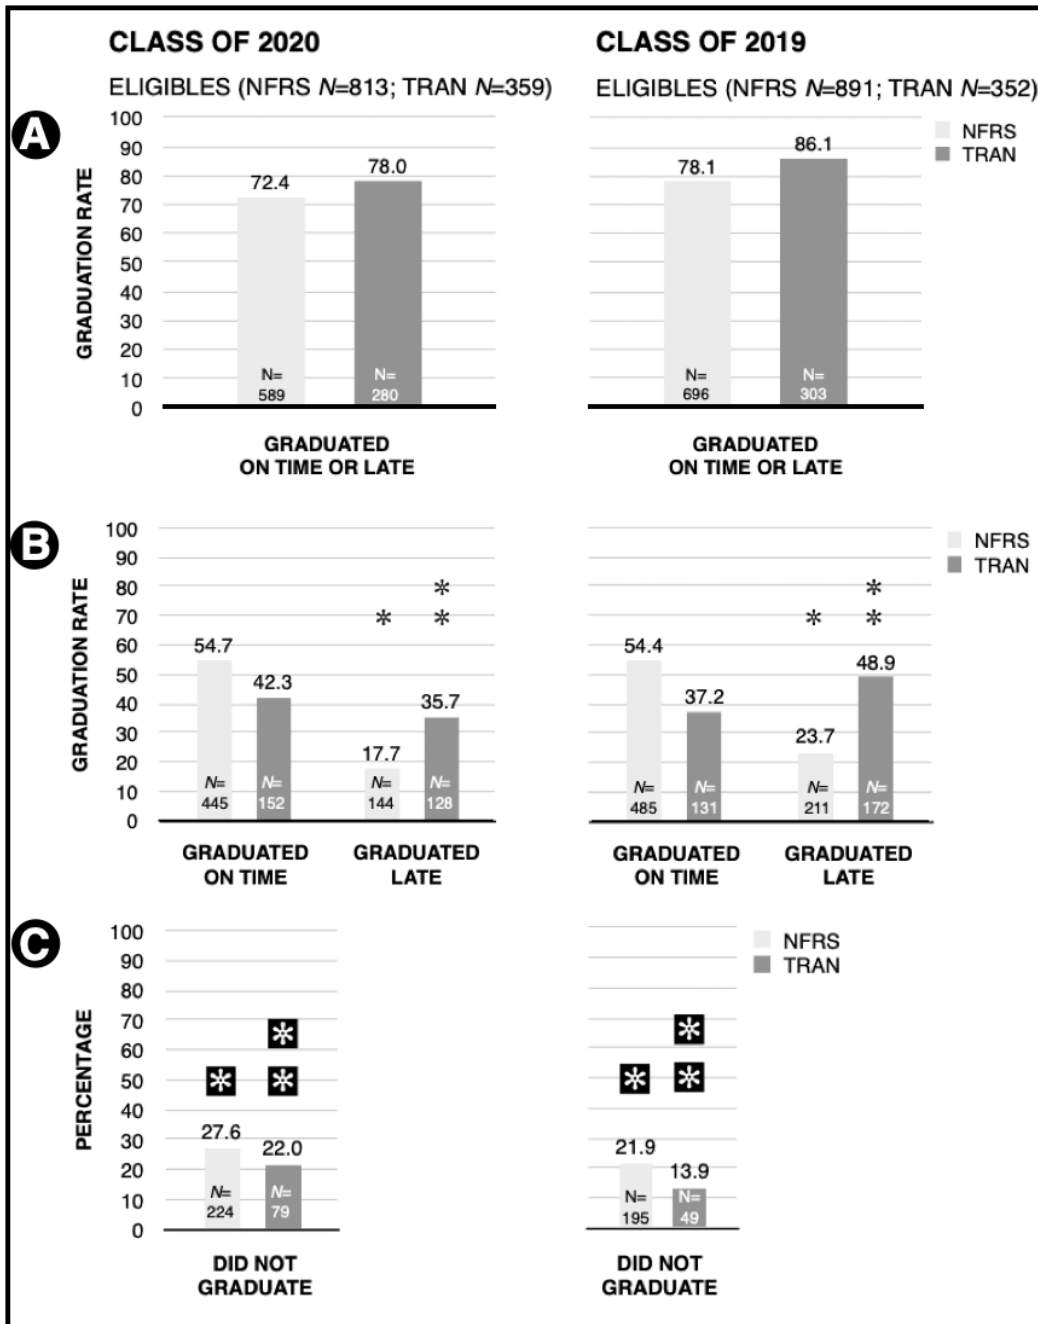 CLASS OF 2020
ELIGIBLES (NFRS N=813; TRAN N=359)
CLASS OF 2019
ELIGIBLES (NFRS N=891; TRAN N=352)
A
GRADUATION RATE
100
90
80
70
60
50
40
30
20
10
0
72.4
78.0
N=
589
N=
280
GRADUATED
ON TIME OR LATE
78.1
86.1
N=
696
N=
303
GRADUATED
ON TIME OR LATE
NFRS
TRAN
B
GRADUATION RATE
100
90
80
70
60
50
40
30
20
10
0
54.7
42.3
*
17.7
*
*
35.7
N=
445
N=
152
N=
144
N=
128
GRADUATED
ON TIME
GRADUATED
LATE
54.4
37.2
*
23.7
*
*
48.9
N=
485
N=
131
N=
211
N=
172
GRADUATED
ON TIME
GRADUATED
LATE
NFRS
TRAN
C
PERCENTAGE
100
90
80
70
60
50
40
30
20
10
0
*
27.6
*
*
22.0
N=
224
N=
79
DID NOT
GRADUATE
*
21.9
*
*
13.9
N=
195
N=
49
DID NOT
GRADUATE
NFRS
TRAN